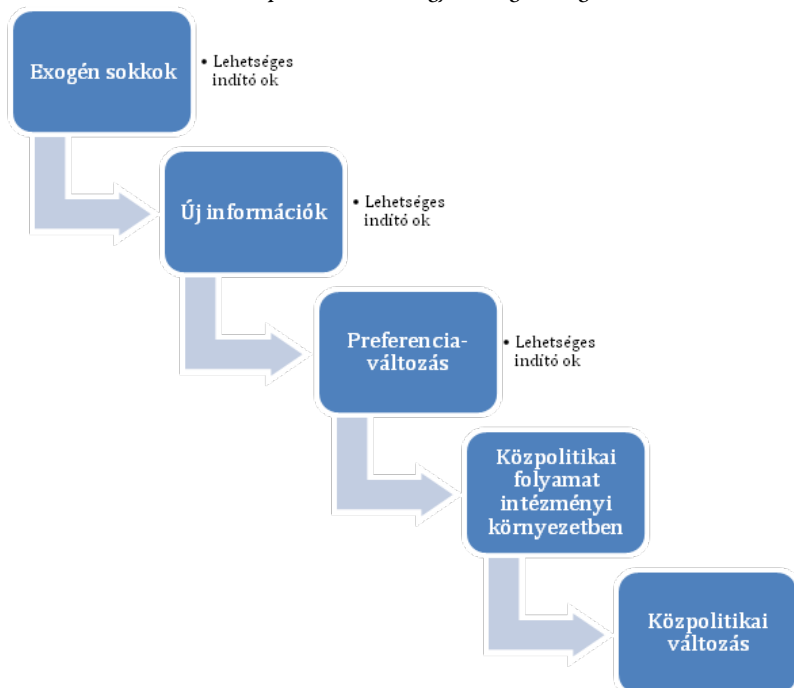 Exogén sokkok
• Lehetséges
indító ok
Új információk
• Lehetséges
indító ok
Preferencia-
változás
• Lehetséges
indító ok
Közpolitikai
folyamat
intézményi
környezetben
Közpolitikai
változás